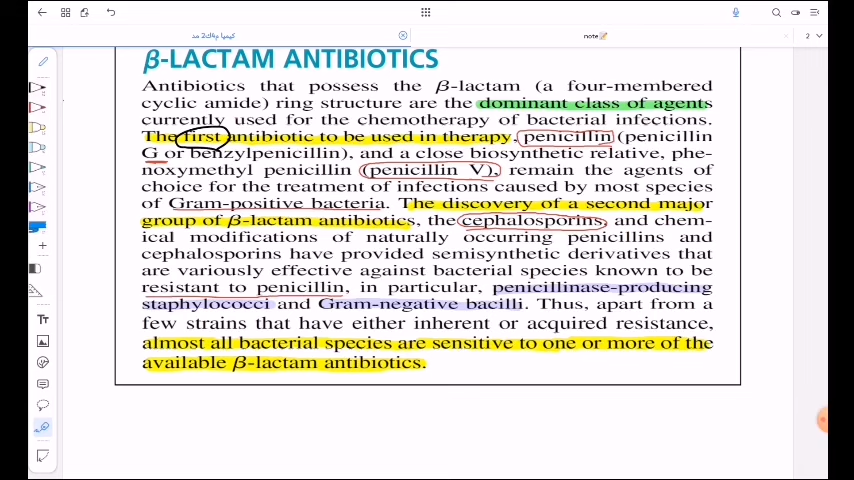 كيميا م4ك2 مد
note📝
2
β-LACTAM ANTIBIOTICS
Antibiotics that possess the β-lactam (a four-membered
cyclic amide) ring structure are the dominant class of agents
currently used for the chemotherapy of bacterial infections.
The first antibiotic to be used in therapy, penicillin (penicillin
G or benzylpenicillin), and a close biosynthetic relative, phe-
noxymethyl penicillin (penicillin V), remain the agents of
choice for the treatment of infections caused by most species
of Gram-positive bacteria. The discovery of a second major
group of β-lactam antibiotics, the cephalosporins, and chem-
ical modifications of naturally occurring penicillins and
cephalosporins have provided semisynthetic derivatives that
are variously effective against bacterial species known to be
resistant to penicillin, in particular, penicillinase-producing
staphylococci and Gram-negative bacilli. Thus, apart from a
few strains that have either inherent or acquired resistance,
almost all bacterial species are sensitive to one or more of the
available β-lactam antibiotics.
Tт